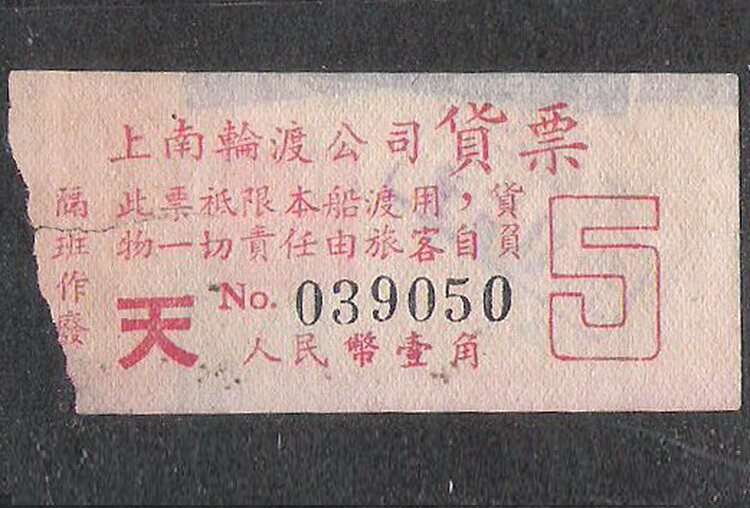 上南輪渡公司貨票
此票祇限本船渡用，貨
物一切責任由旅客自負
隔班作廢
天
No. 039050
人民幣壹角
5